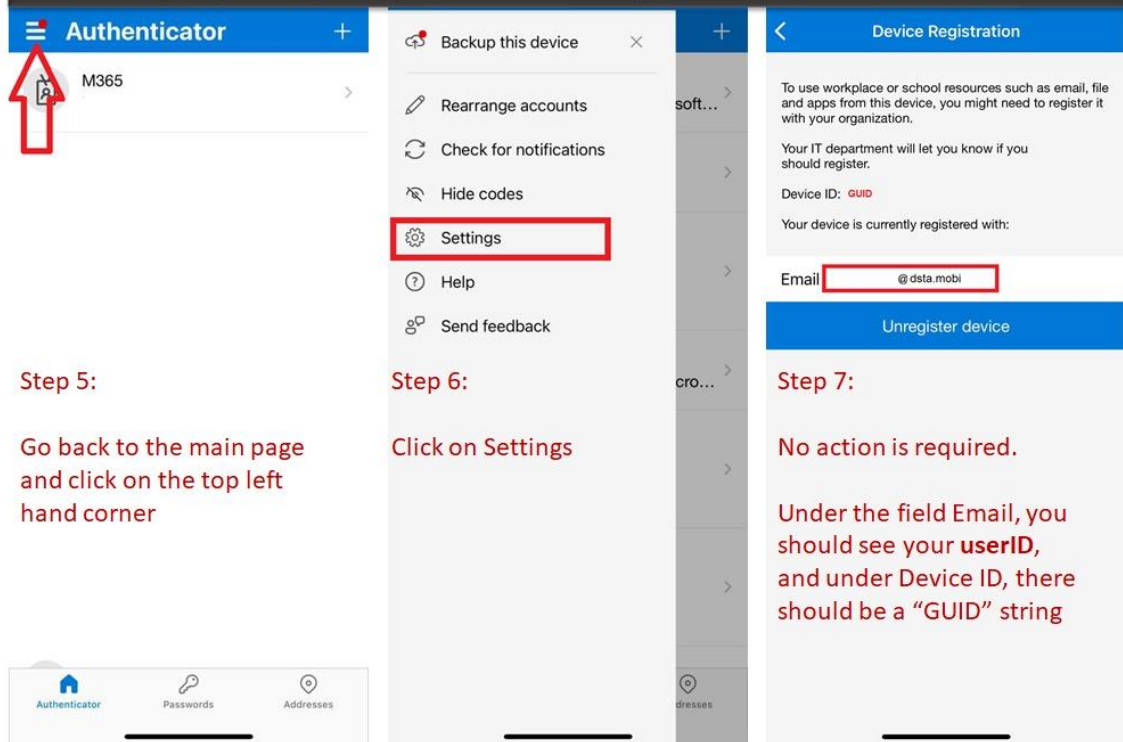 Authenticator
M365
Step 5:
Go back to the main page
and click on the top left
hand corner
Authenticator
Passwords
Addresses
Backup this device
Rearrange accounts
Check for notifications
Hide codes
Settings
Help
Send feedback
soft...
cro...
Step 6:
Click on Settings
dresses
Device Registration
To use workplace or school resources such as email, file
and apps from this device, you might need to register it
with your organization.
Your IT department will let you know if you
should register.
Device ID: GUID
Your device is currently registered with:
Email @dsta.mobi
Unregister device
Step 7:
No action is required.
Under the field Email, you
should see your userID,
and under Device ID, there
should be a “GUID” string